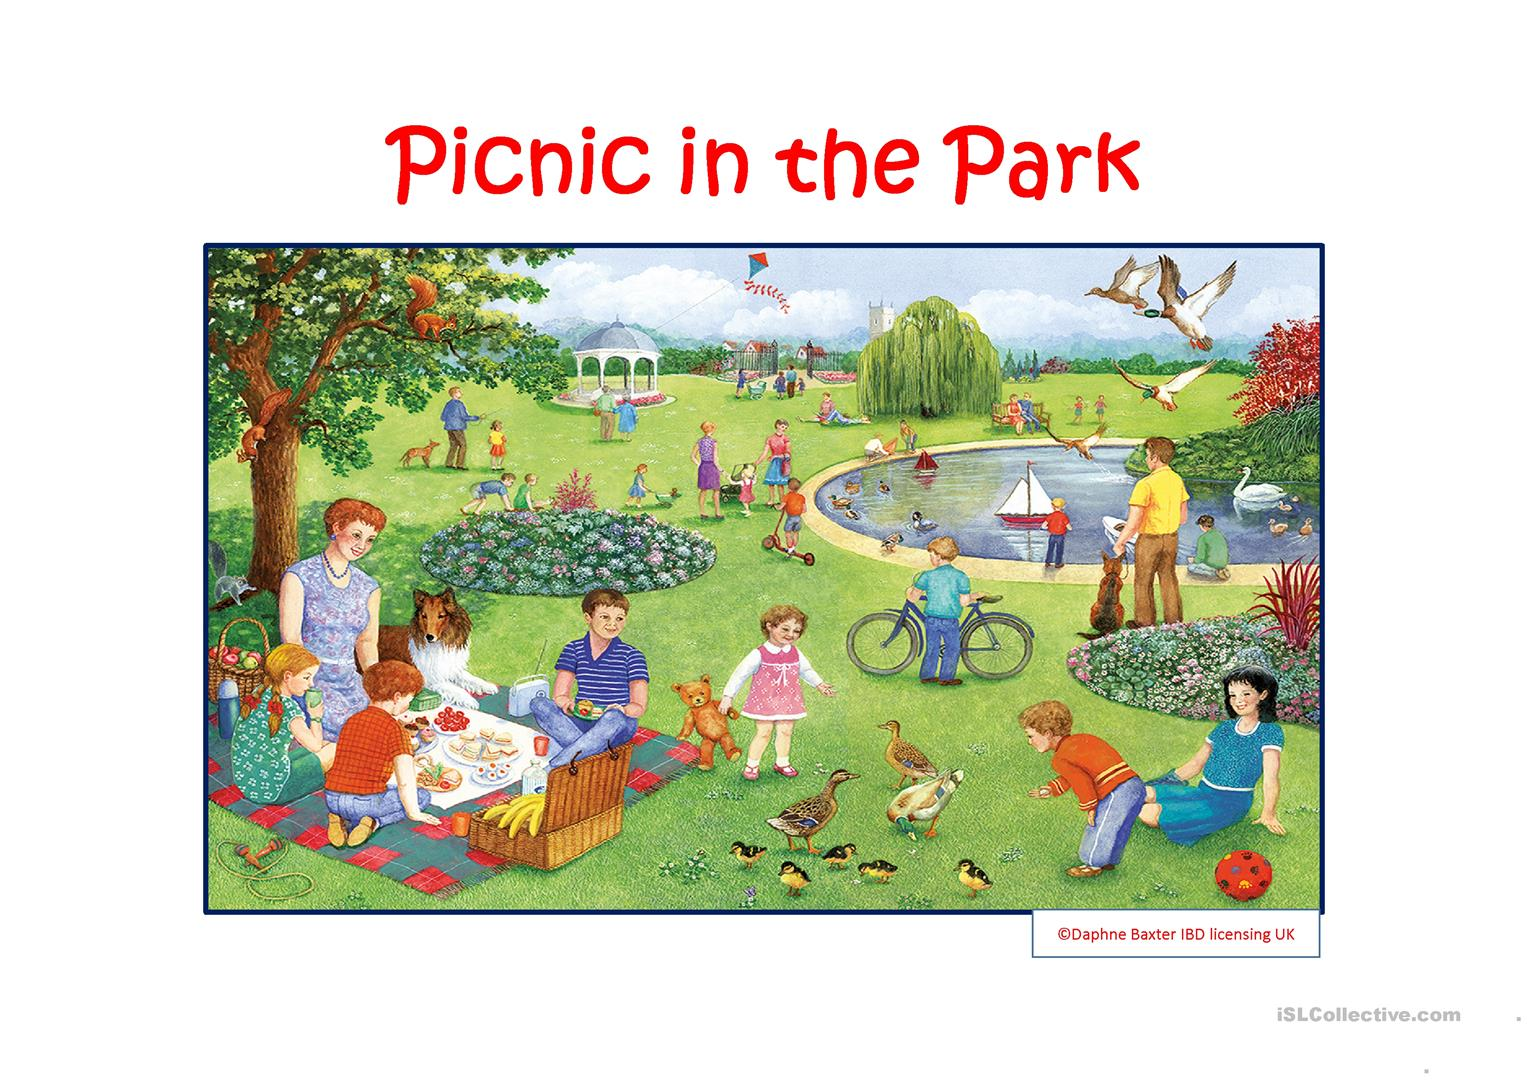 Picnic in the Park
©Daphne Baxter IBD licensing UK
iSLCollective.com